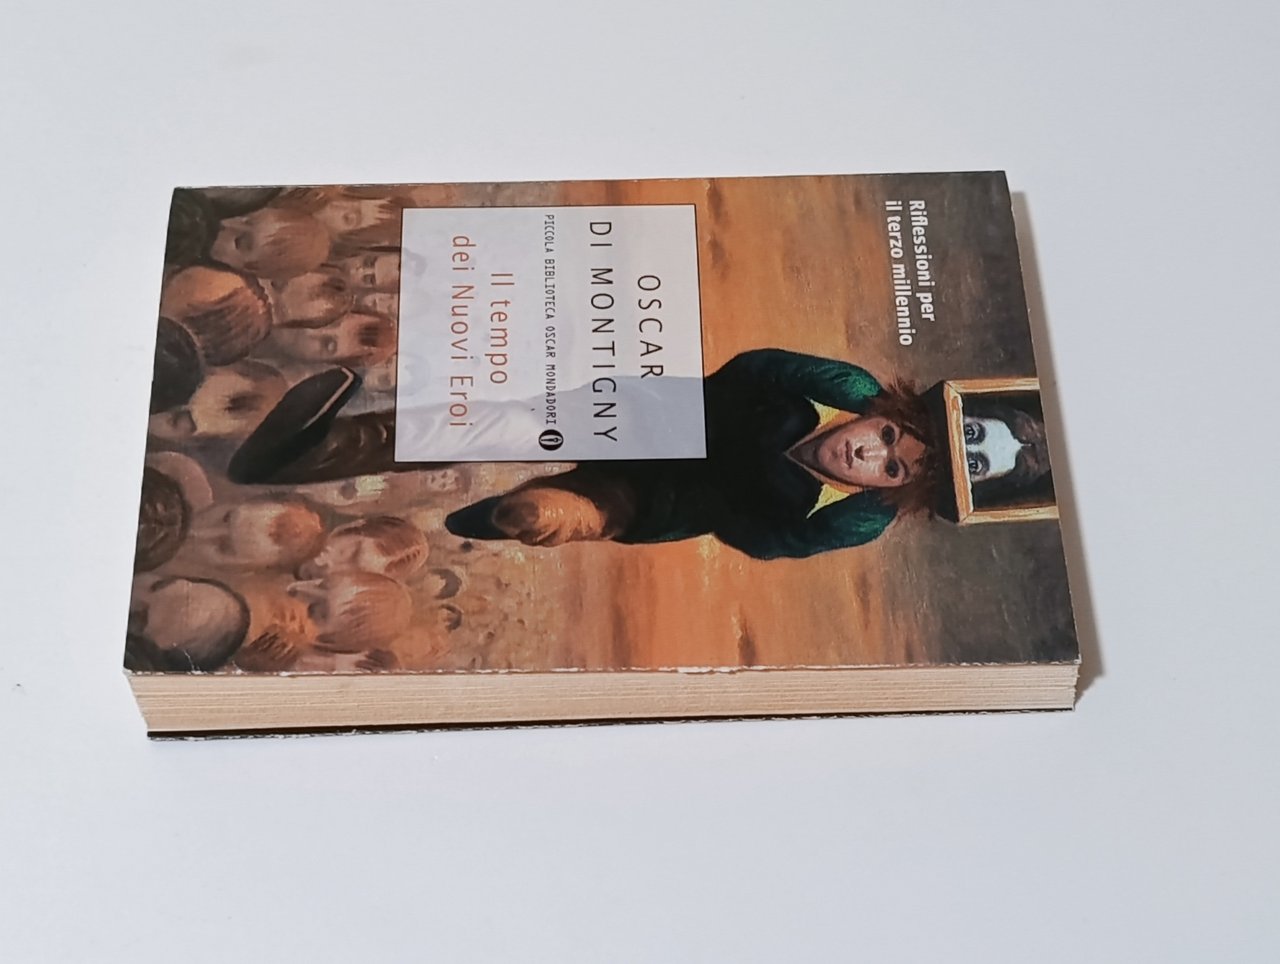 Riflessioni per
il terzo millennio
OSCAR
DI MONTIGNY
PICCOLA BIBLIOTECA OSCAR MONDADORI
Il tempo
dei Nuovi Eroi